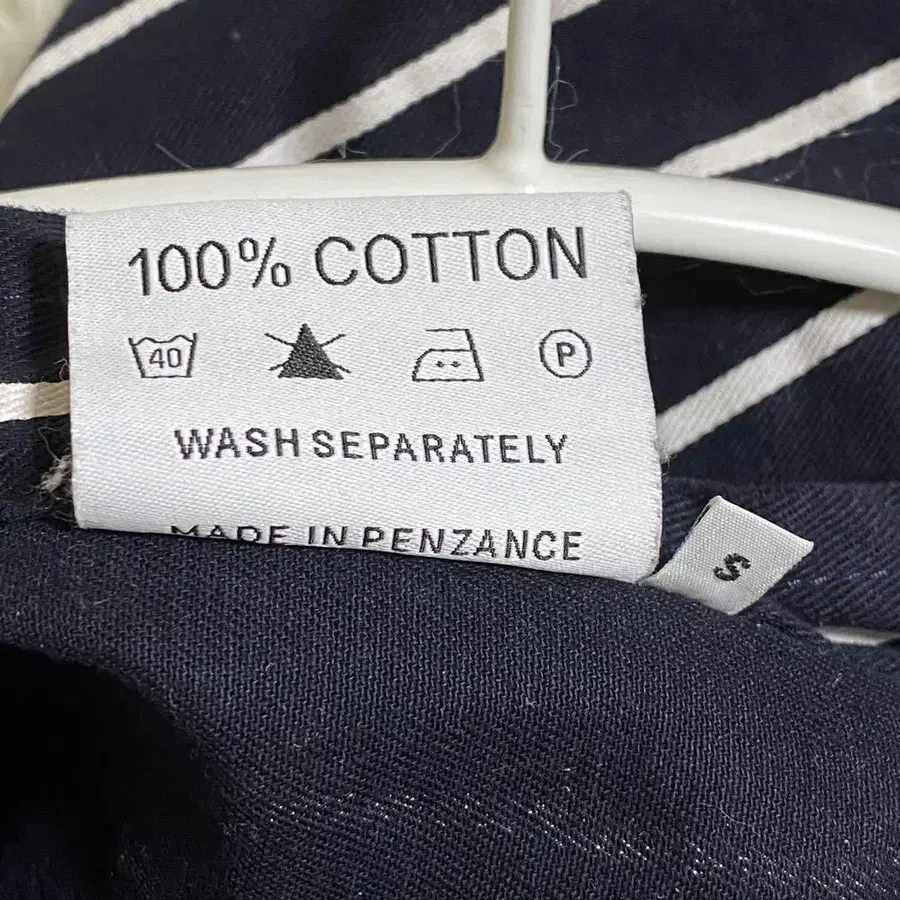 100% COTTON
40 P
WASH SEPARATELY
MADE IN PENZANCE
S